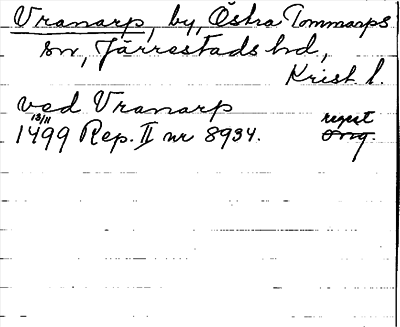 Vranarp, by, Östra Tommarps
sn, Järrestads hd,
Krist. l.
ved Vranarp
13/11
1499 Rep. II nr 8934. regest
Orig.